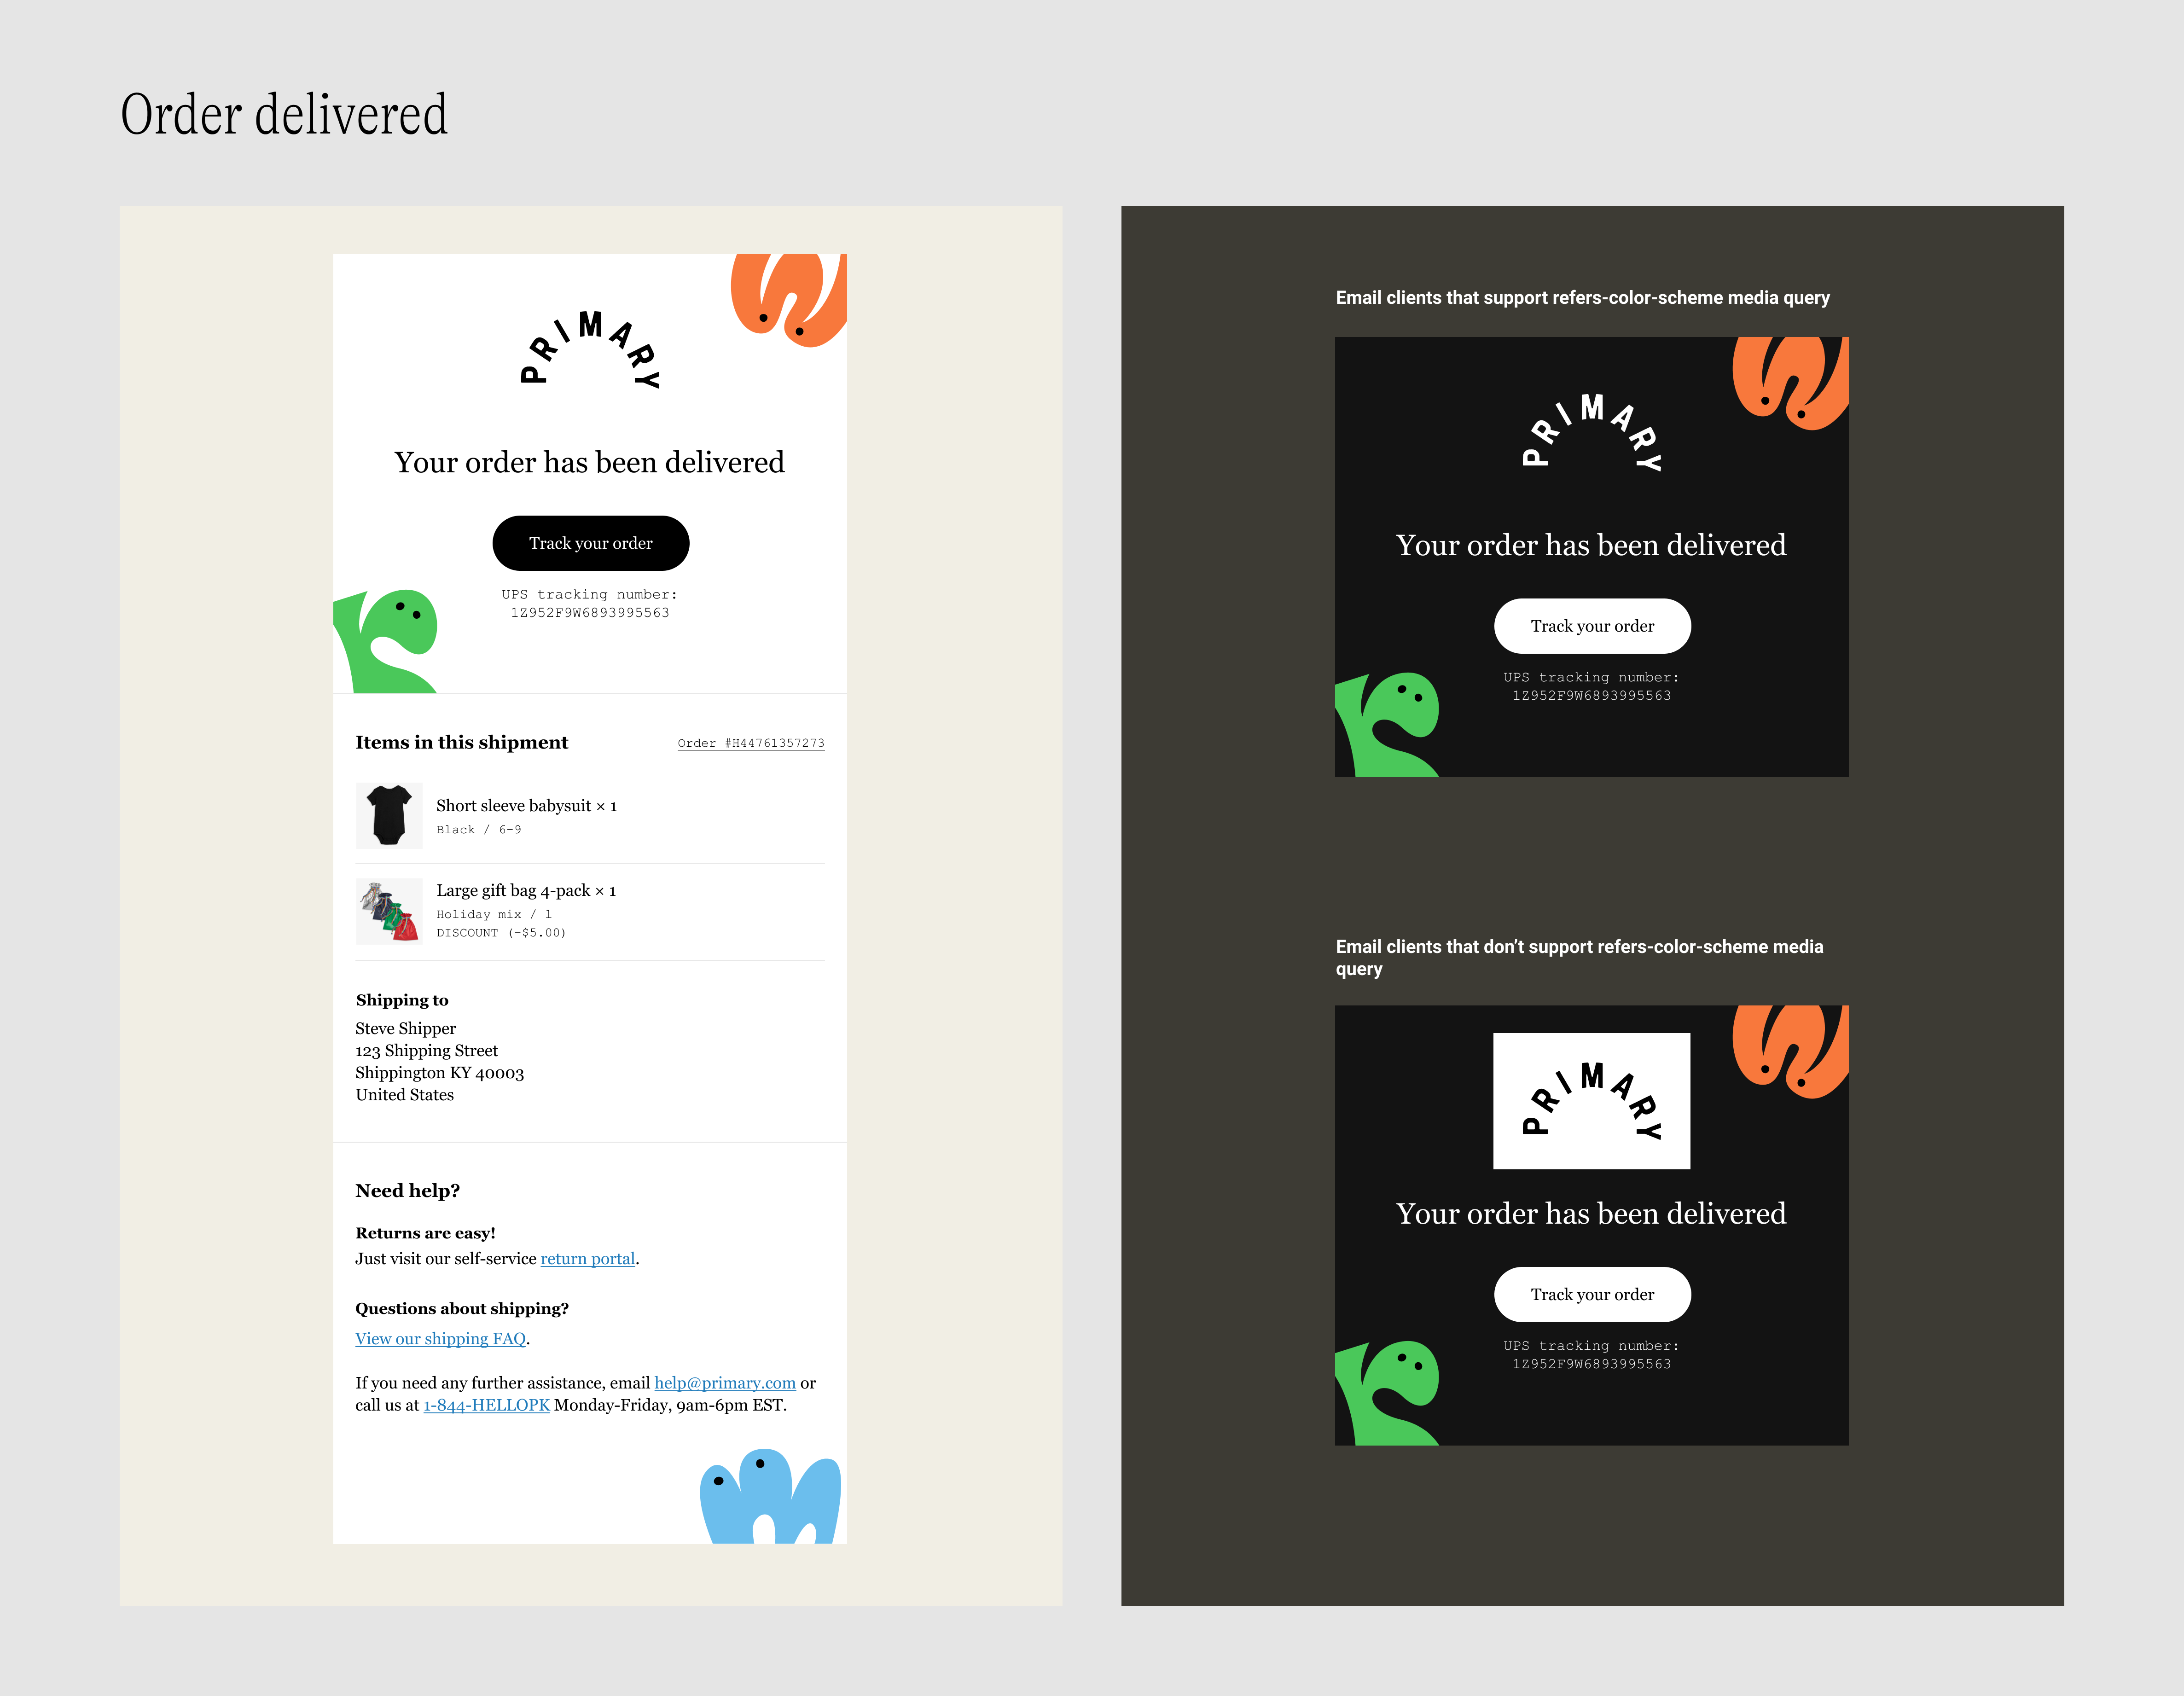 Order delivered
PRIMARY
Your order has been delivered
Track your order
UPS tracking number:
1Z952F9W6893995563
Items in this shipment
Order #H44761357273
Short sleeve babysuit × 1
Black / 6-9
Large gift bag 4-pack × 1
Holiday mix / l
DISCOUNT (-$5.00)
Shipping to
Steve Shipper
123 Shipping Street
Shippington KY 40003
United States
Need help?
Returns are easy!
Just visit our self-service return portal.
Questions about shipping?
View our shipping FAQ.
If you need any further assistance, email help@primary.com or
call us at 1-844-HELLOPK Monday-Friday, 9am-6pm EST.
Email clients that support refers-color-scheme media query
PRIMARY
Your order has been delivered
Track your order
UPS tracking number:
1Z952F9W6893995563
Email clients that don’t support refers-color-scheme media
query
PRIMARY
Your order has been delivered
Track your order
UPS tracking number:
1Z952F9W6893995563